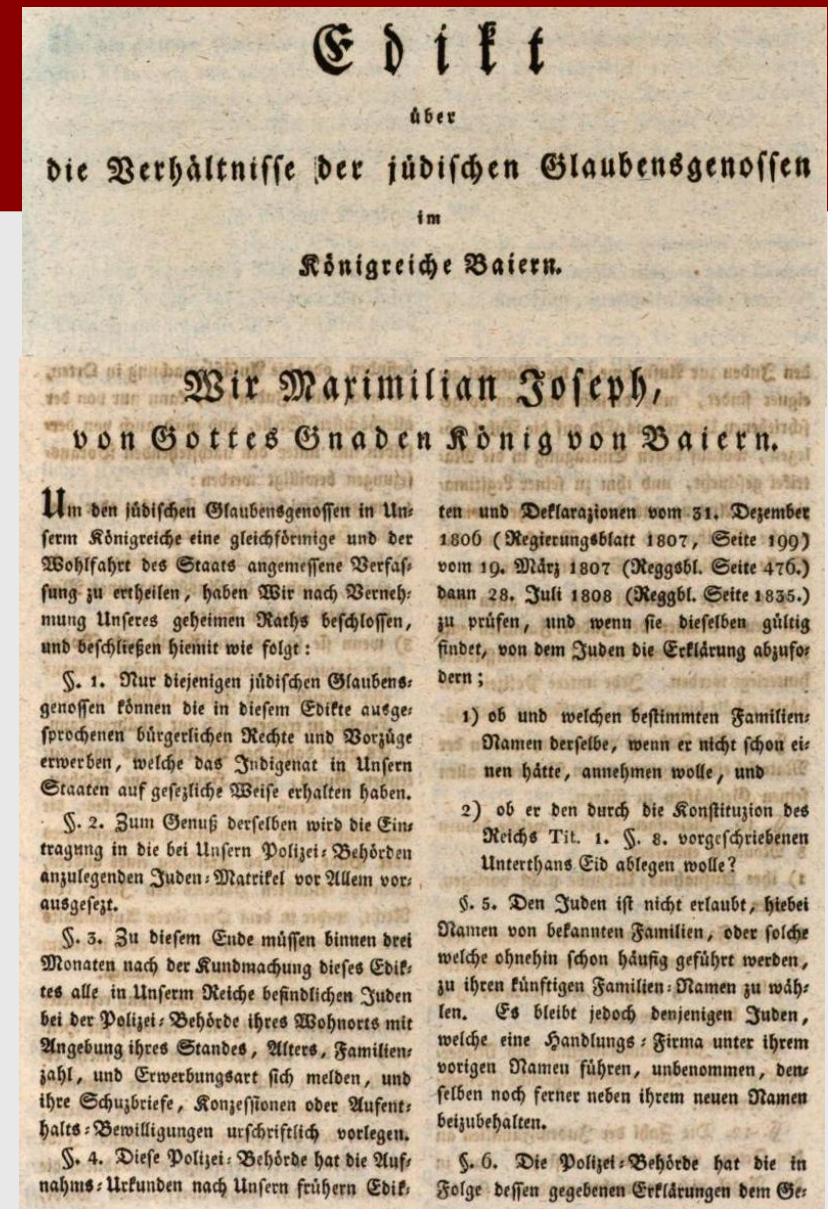 Edikt
über
die Verhältnisse der jüdischen Glaubensgenossen
im
Königreiche Baiern.
Wir Maximilian Joseph,
von Gottes Gnaden König von Baiern.
Um den jüdischen Glaubensgenossen in Un-
serm Königreiche eine gleichförmige und der
Wohlfahrt des Staats angemessene Verfas-
sung zu ertheilen, haben Wir nach Verneh-
mung Unseres geheimen Raths beschlossen,
und beschließen hiemit wie folgt:
§. 1. Nur diejenigen jüdischen Glaubens-
genossen können die in diesem Edikte ausge-
sprochenen bürgerlichen Rechte und Vorzüge
erwerben, welche das Indigenat in Unsern
Staaten auf gesezliche Weise erhalten haben.
§. 2. Zum Genuß derselben wird die Ein-
tragung in die bei Unsern Polizei-Behörden
anzulegenden Juden-Matrikel vor Allem vor-
ausgesezt.
§. 3. Zu diesem Ende müssen binnen drei
Monaten nach der Kundmachung dieses Edik-
tes alle in Unserm Reiche befindlichen Juden
bei der Polizei-Behörde ihres Wohnorts mit
Angebung ihres Standes, Alters, Familien-
zahl, und Erwerbungsart sich melden, und
ihre Schuzbriefe, Konzessionen oder Aufent-
halts-Bewilligungen urschriftlich vorlegen.
§. 4. Diese Polizei-Behörde hat die Auf-
nahms-Urkunden nach Unsern frühern Edik-
ten und Deklarazionen vom 31. Dezember
1806 (Regierungsblatt 1807, Seite 199)
vom 19. März 1807 (Reggsbl. Seite 476.)
dann 28. Juli 1808 (Reggbl. Seite 1835.)
zu prüfen, und wenn sie dieselben gültig
findet, von dem Juden die Erklärung abzufo-
dern;
1) ob und welchen bestimmten Familien-
Namen derselbe, wenn er nicht schon ei-
nen hätte, annehmen wolle, und
2) ob er den durch die Konstituzion des
Reichs Tit. 1. §. 8. vorgeschriebenen
Unterthans Eid ablegen wolle?
§. 5. Den Juden ist nicht erlaubt, hiebei
Namen von bekannten Familien, oder solche
welche ohnehin schon häufig geführt werden,
zu ihren künftigen Familien-Namen zu wäh-
len. Es bleibt jedoch denjenigen Juden,
welche eine Handlungs-Firma unter ihrem
vorigen Namen führen, unbenommen, den-
selben noch ferner neben ihrem neuen Namen
beizubehalten.
§. 6. Die Polizei-Behörde hat die in
Folge dessen gegebenen Erklärungen dem Ge-